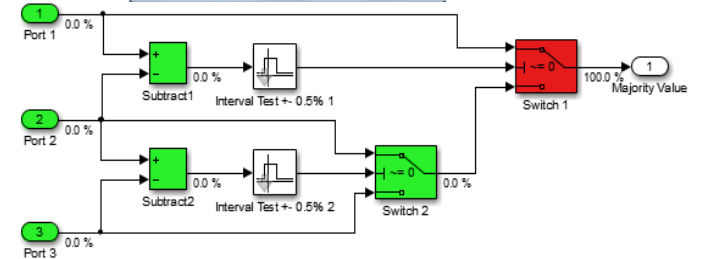 1
0.0 %
Port 1
+
−
0.0 %
Subtract1
Interval Test +- 0.5% 1
~= 0
100.0 %
Switch 1
1
Majority Value
2
0.0 %
Port 2
+
−
0.0 %
Subtract2
Interval Test +- 0.5% 2
~= 0
0.0 %
Switch 2
3
0.0 %
Port 3